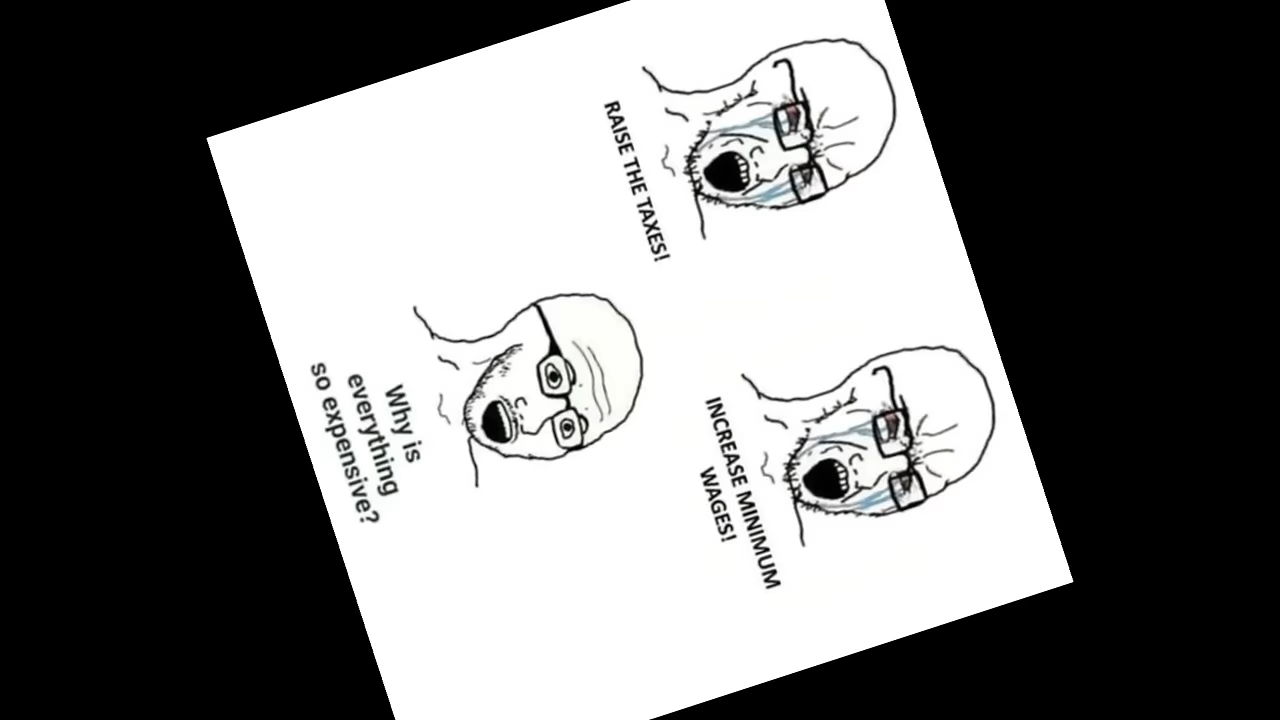 RAISE THE TAXES!
INCREASE MINIMUM
WAGES!
Why is
everything
so expensive?